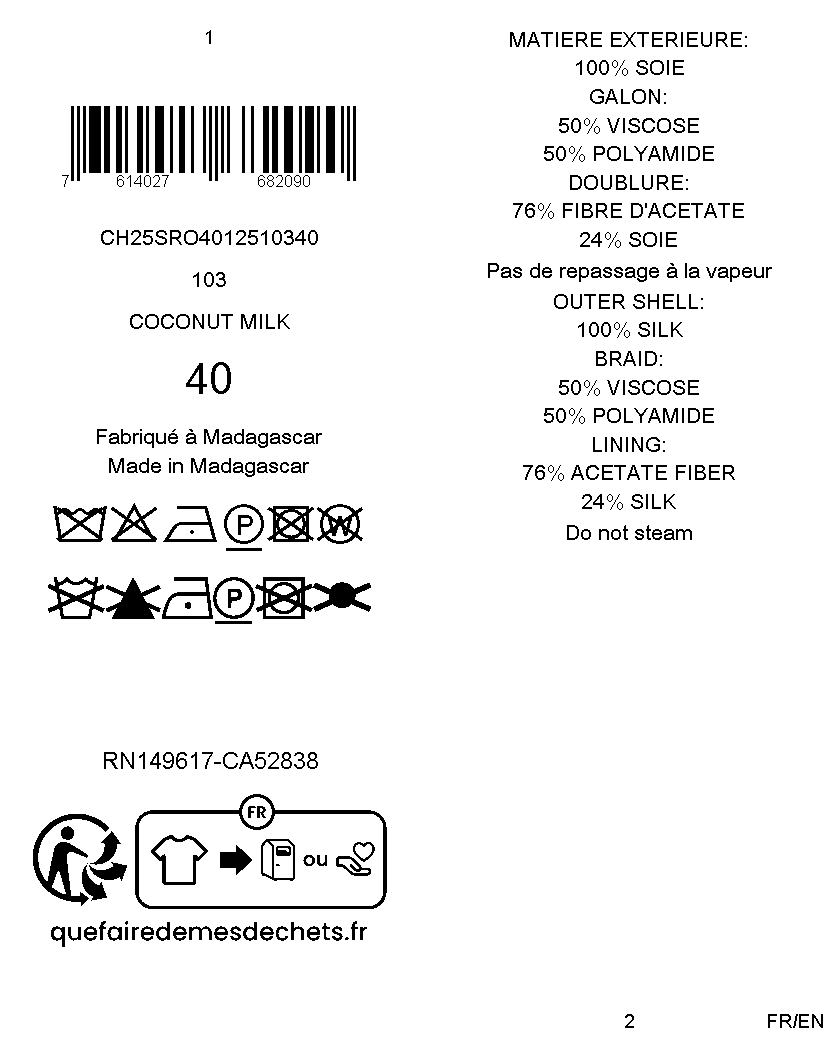 1
7 614027 682090
CH25SRO4012510340
103
COCONUT MILK
40
Fabriqué à Madagascar
Made in Madagascar
P
W
P
RN149617-CA52838
FR
ou
quefairedemesdechets.fr
MATIERE EXTERIEURE:
100% SOIE
GALON:
50% VISCOSE
50% POLYAMIDE
DOUBLURE:
76% FIBRE D'ACETATE
24% SOIE
Pas de repassage à la vapeur
OUTER SHELL:
100% SILK
BRAID:
50% VISCOSE
50% POLYAMIDE
LINING:
76% ACETATE FIBER
24% SILK
Do not steam
2
FR/EN